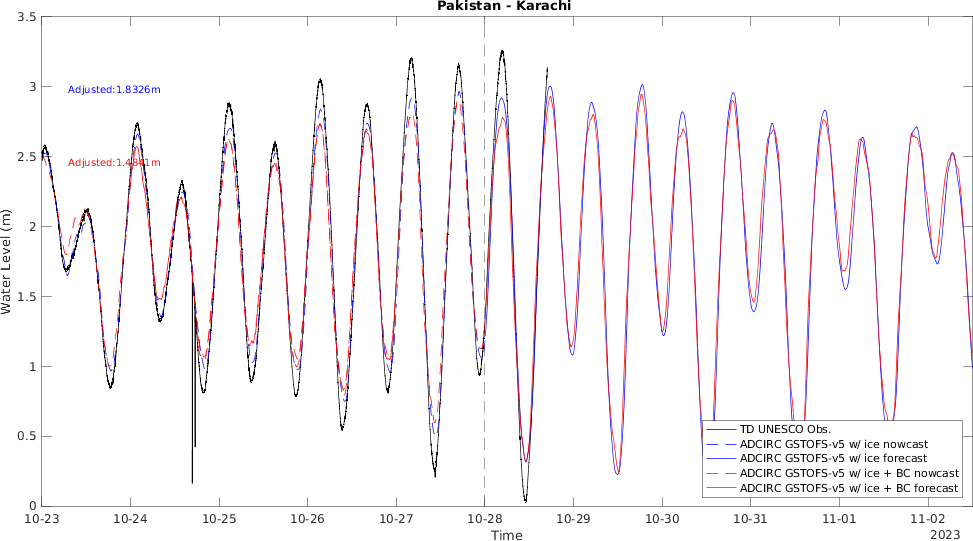 Pakistan - Karachi
3.5
3
2.5
2
1.5
1
0.5
0
Water Level (m)
Adjusted:1.8326m
TD UNESCO Obs.
ADCIRC GSTOFS-v5 w/ ice nowcast
ADCIRC GSTOFS-v5 w/ ice forecast
ADCIRC GSTOFS-v5 w/ ice + BC nowcast
ADCIRC GSTOFS-v5 w/ ice + BC forecast
10-23 10-24 10-25 10-26 10-27 10-28 10-29 10-30 10-31 11-01 11-02
Time
2023